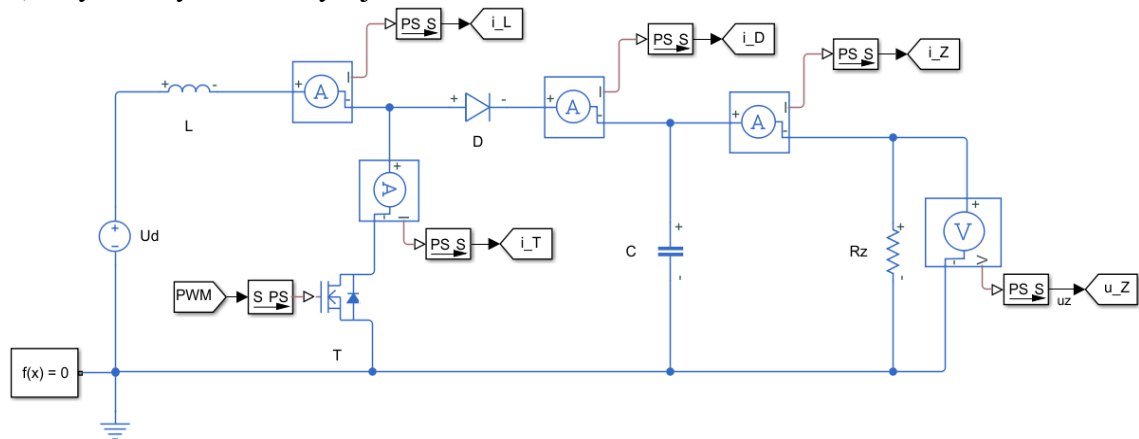 PS S
i_L
PS S
i_D
PS S
i_Z
+
-
+
A
I
-
L
+
-
D
+
A
I
-
+
A
I
-
+
A
-
I
PS S
i_T
+
-
Ud
+
-
C
+
-
Rz
+
V
-
V
PS S
uz
u_Z
PWM
S PS
T
f(x) = 0